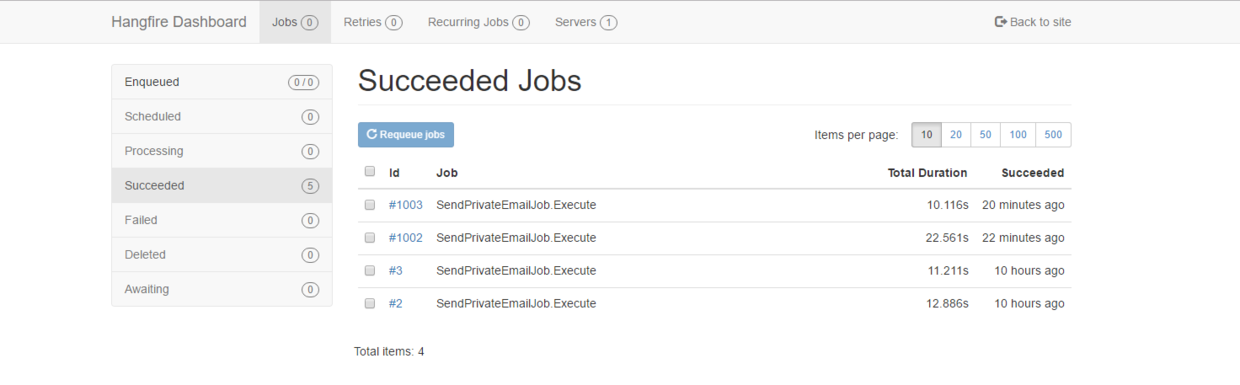 Hangfire Dashboard Jobs 0 Retries 0 Recurring Jobs 0 Servers 1 Back to site
Enqueued 0 / 0
Scheduled 0
Processing 0
Succeeded 5
Failed 0
Deleted 0
Awaiting 0
Succeeded Jobs
Requeue jobs Items per page: 10 20 50 100 500
Id Job Total Duration Succeeded
#1003 SendPrivateEmailJob.Execute 10.116s 20 minutes ago
#1002 SendPrivateEmailJob.Execute 22.561s 22 minutes ago
#3 SendPrivateEmailJob.Execute 11.211s 10 hours ago
#2 SendPrivateEmailJob.Execute 12.886s 10 hours ago
Total items: 4